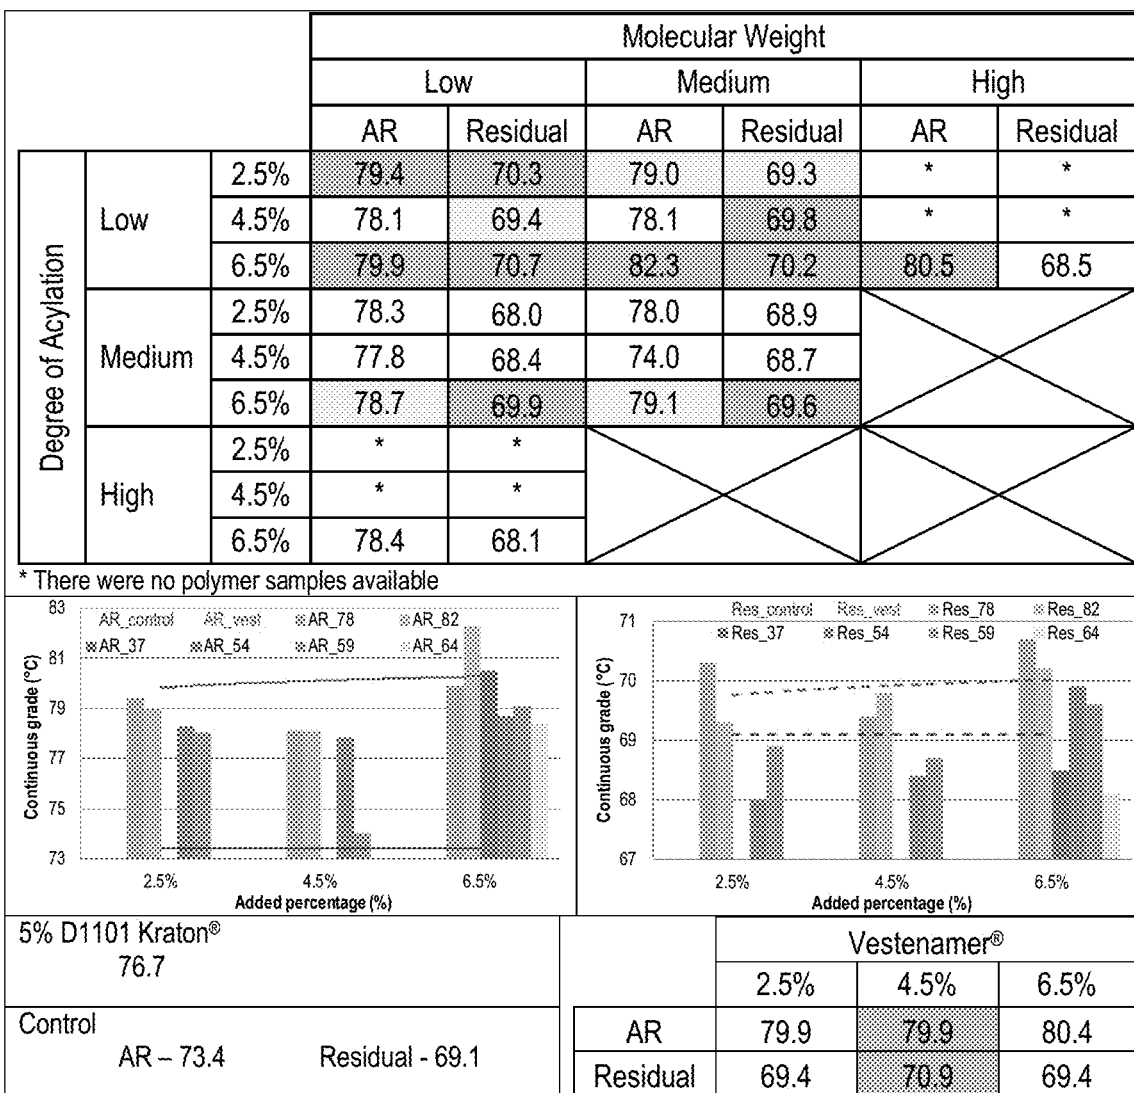 Molecular Weight
Low Medium High
AR Residual AR Residual AR Residual
Degree of Acylation
Low
2.5% 79.4 70.3 79.0 69.3 * *
4.5% 78.1 69.4 78.1 69.8 * *
6.5% 79.9 70.7 82.3 70.2 80.5 68.5
Medium
2.5% 78.3 68.0 78.0 68.9
4.5% 77.8 68.4 74.0 68.7
6.5% 78.7 69.9 79.1 69.6
High
2.5% * *
4.5% * *
6.5% 78.4 68.1
* There were no polymer samples available
AR_control AR_vest AR_78 AR_82
AR_37 AR_54 AR_59 AR_64
Continuous grade (°C)
83
81
79
77
75
73
2.5% 4.5% 6.5%
Added percentage (%)
Res_control Res_vest Res_78 Res_82
Res_37 Res_54 Res_59 Res_64
Continuous grade (°C)
71
70
69
68
67
2.5% 4.5% 6.5%
Added percentage (%)
5% D1101 Kraton®
76.7
Control
AR – 73.4 Residual - 69.1
Vestenamer®
2.5% 4.5% 6.5%
AR 79.9 79.9 80.4
Residual 69.4 70.9 69.4